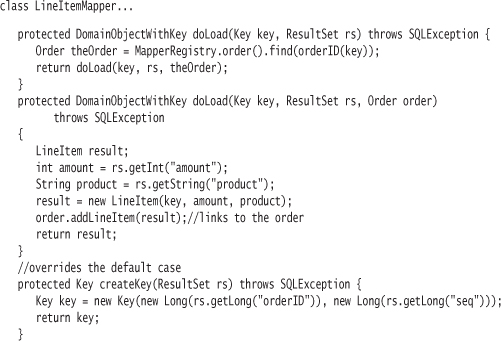 class LineItemMapper...
protected DomainObjectWithKey doLoad(Key key, ResultSet rs) throws SQLException {
Order theOrder = MapperRegistry.order().find(orderID(key));
return doLoad(key, rs, theOrder);
}
protected DomainObjectWithKey doLoad(Key key, ResultSet rs, Order order)
throws SQLException
{
LineItem result;
int amount = rs.getInt("amount");
String product = rs.getString("product");
result = new LineItem(key, amount, product);
order.addLineItem(result);//links to the order
return result;
}
//overrides the default case
protected Key createKey(ResultSet rs) throws SQLException {
Key key = new Key(new Long(rs.getLong("orderID")), new Long(rs.getLong("seq")));
return key;
}